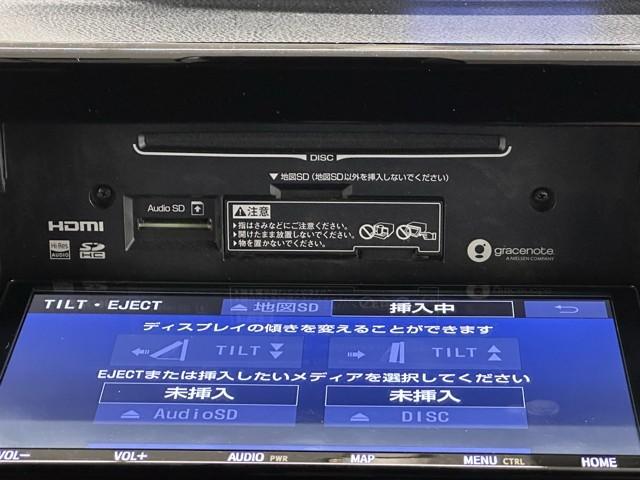 DISC
▼地図SD(地図SD以外を挿入しないでください)
Audio SD
⚠注意
▶指はさみなどにご注意ください。
▶開けたまま放置しないでください。
▶物を置かないでください。
HDMI
Hi-Res AUDIO
SD HC
gracenote.
A NIELSEN COMPANY
TILT・EJECT
地図SD
挿入中
ディスプレイの傾きを変えることができます
TILT
TILT
EJECTまたは挿入したいメディアを選択してください
未挿入
未挿入
AudioSD
DISC
VOL-
VOL+
AUDIO PWR
MAP
MENU CTRL
HOME